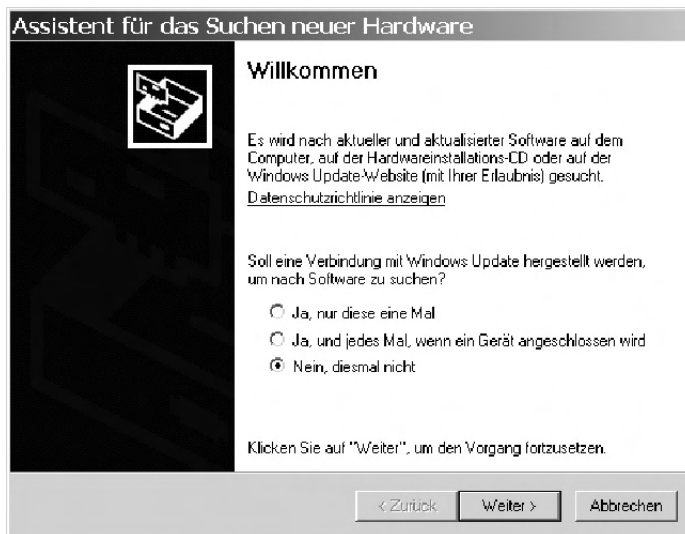 Assistent für das Suchen neuer Hardware
Willkommen
Es wird nach aktueller und aktualisierter Software auf dem
Computer, auf der Hardwareinstallations-CD oder auf der
Windows Update-Website (mit Ihrer Erlaubnis) gesucht.
Datenschutzrichtlinie anzeigen
Soll eine Verbindung mit Windows Update hergestellt werden,
um nach Software zu suchen?
Ja, nur diese eine Mal
Ja, und jedes Mal, wenn ein Gerät angeschlossen wird
Nein, diesmal nicht
Klicken Sie auf "Weiter", um den Vorgang fortzusetzen.
< Zurück Weiter > Abbrechen